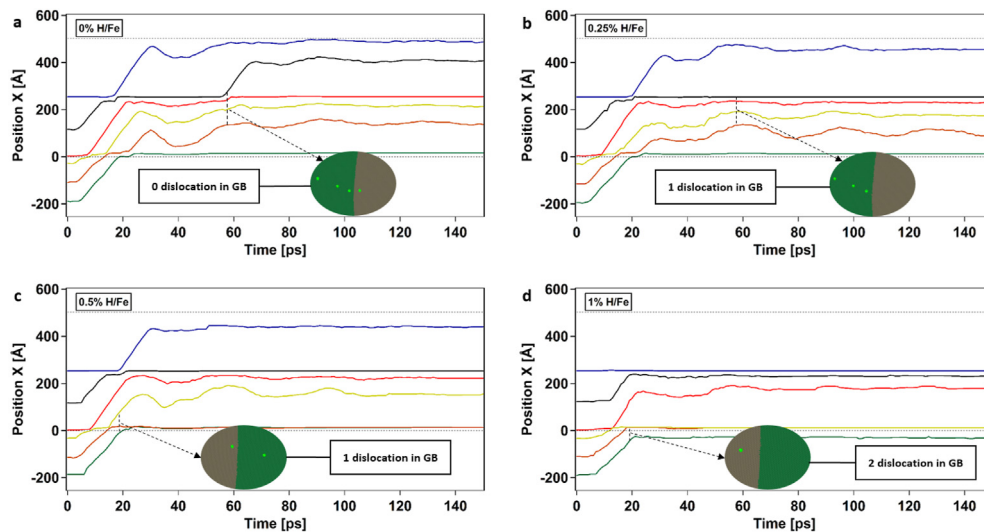 a
0% H/Fe
Position X [Å]
600
400
200
0
-200
0 dislocation in GB
0 20 40 60 80 100 120 140
Time [ps]
b
0.25% H/Fe
Position X [Å]
600
400
200
0
-200
1 dislocation in GB
0 20 40 60 80 100 120 140
Time [ps]
c
0.5% H/Fe
Position X [Å]
600
400
200
0
-200
1 dislocation in GB
0 20 40 60 80 100 120 140
Time [ps]
d
1% H/Fe
Position X [Å]
600
400
200
0
-200
2 dislocation in GB
0 20 40 60 80 100 120 140
Time [ps]